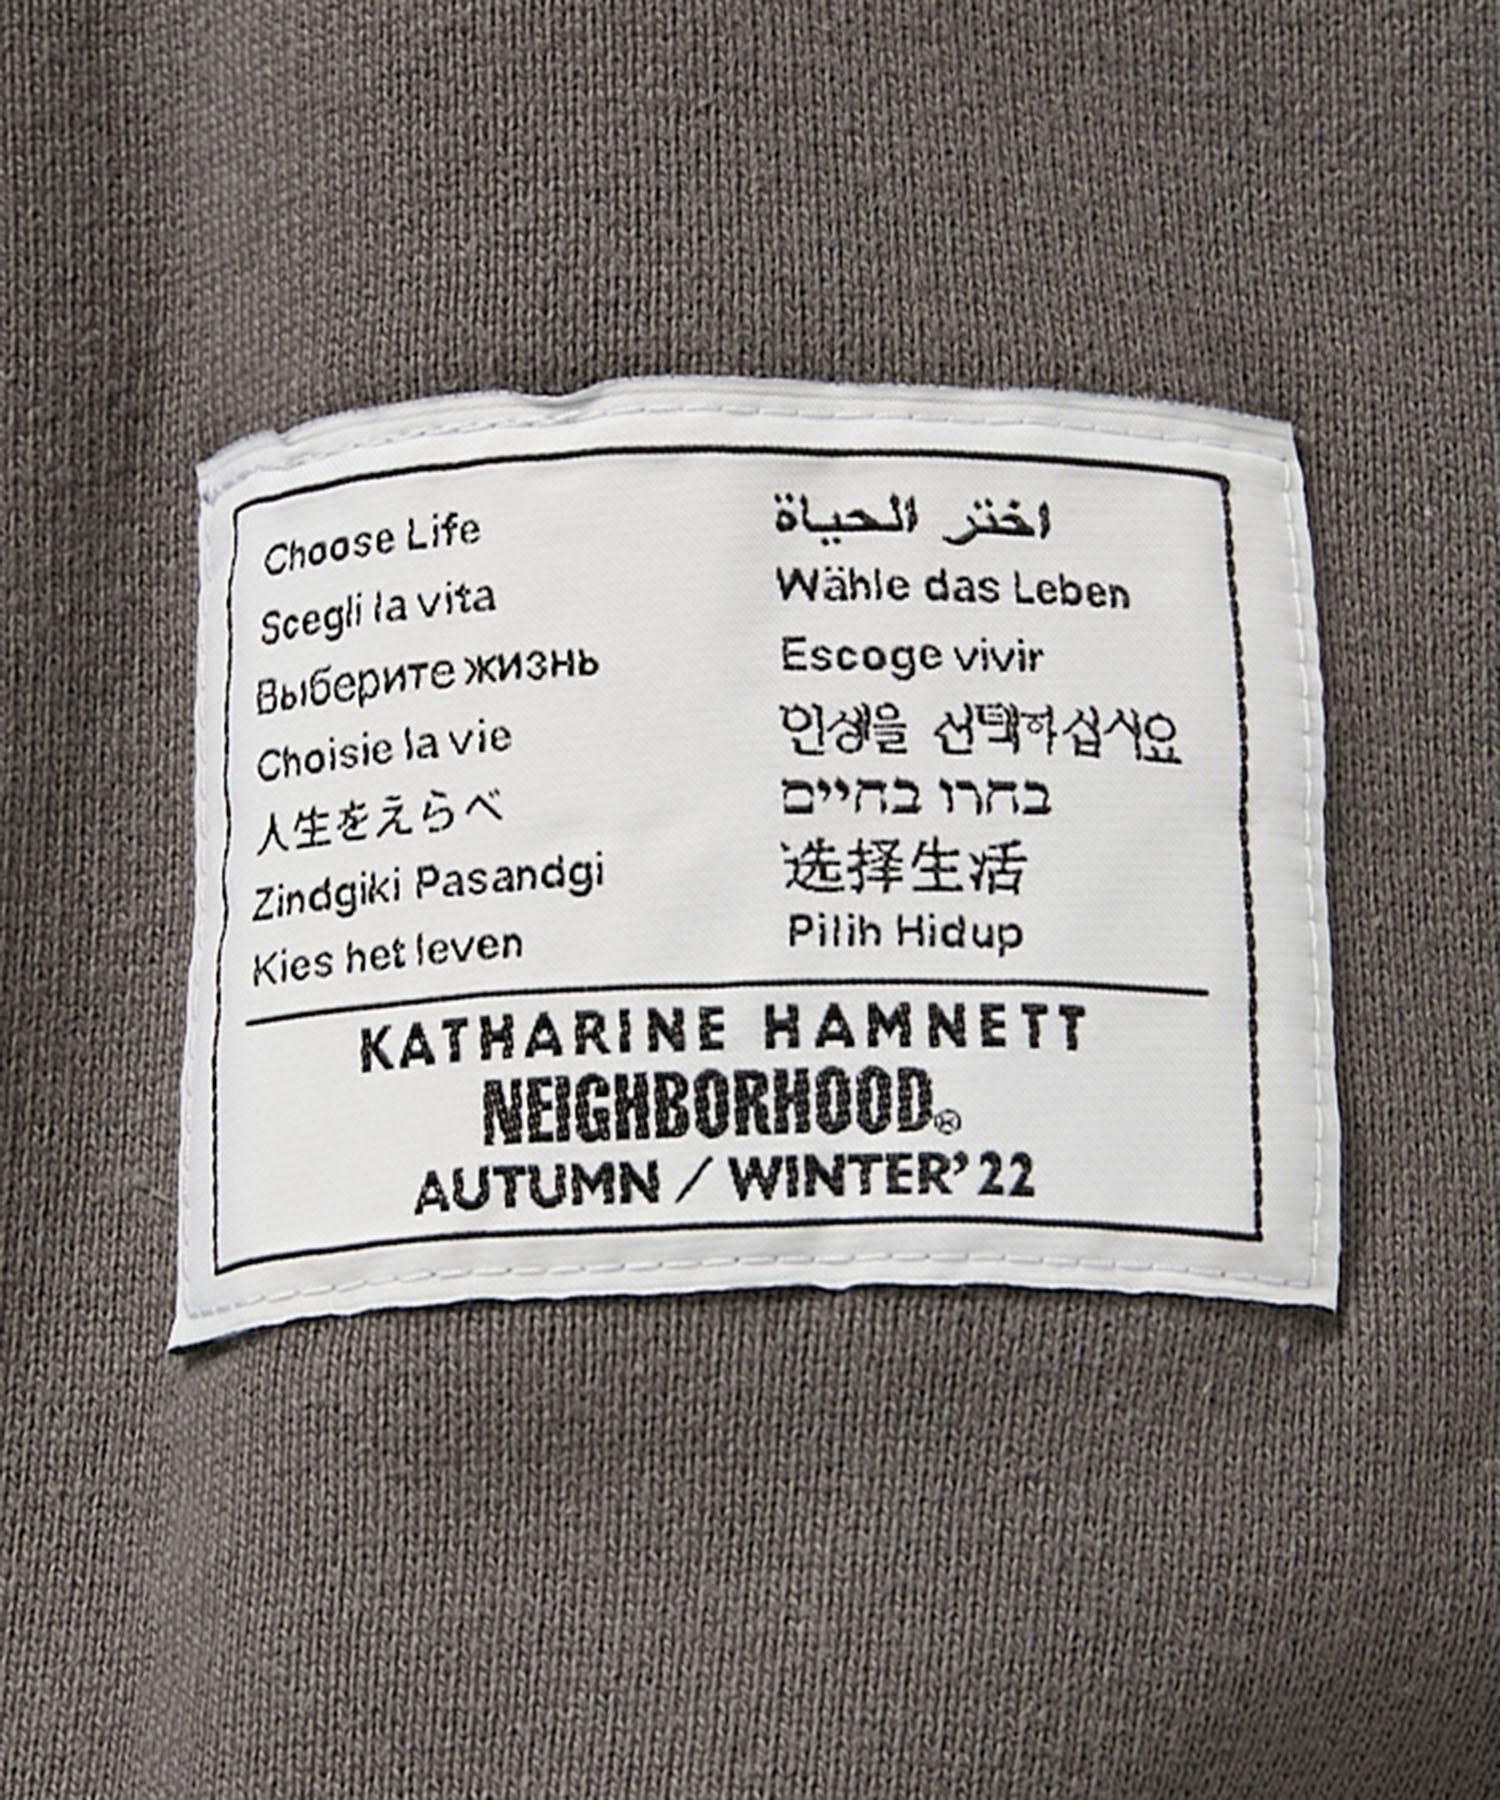 Choose Life
Scegli la vita
Выберите жизнь
Choisie la vie
人生をえらべ
Zindgiki Pasandgi
Kies het leven
اختر الحياة
Wähle das Leben
Escoge vivir
인생을 선택하십시요
בחרו בחיים
选择生活
Pilih Hidup
KATHARINE HAMNETT
NEIGHBORHOOD®
AUTUMN / WINTER’22